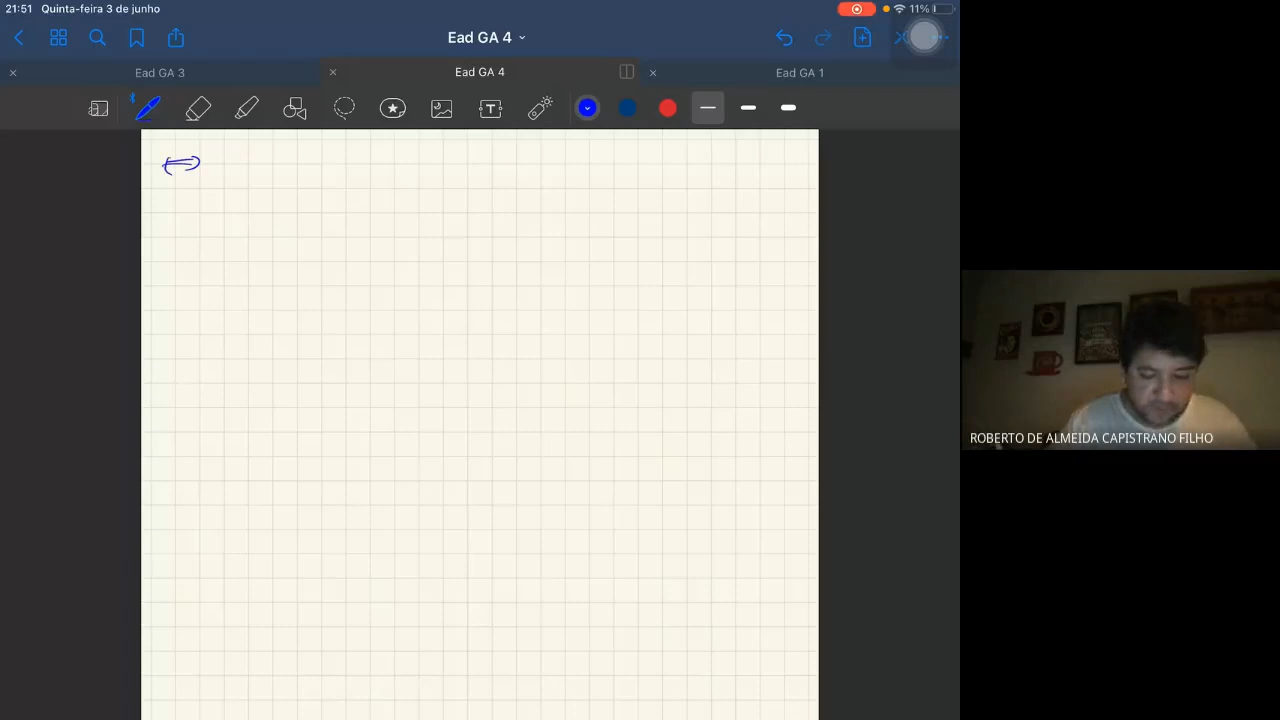 21:51 Quinta-feira 3 de junho 11%
Ead GA 4
Ead GA 3 Ead GA 4 Ead GA 1
T
⟺
ROBERTO DE ALMEIDA CAPISTRANO FILHO